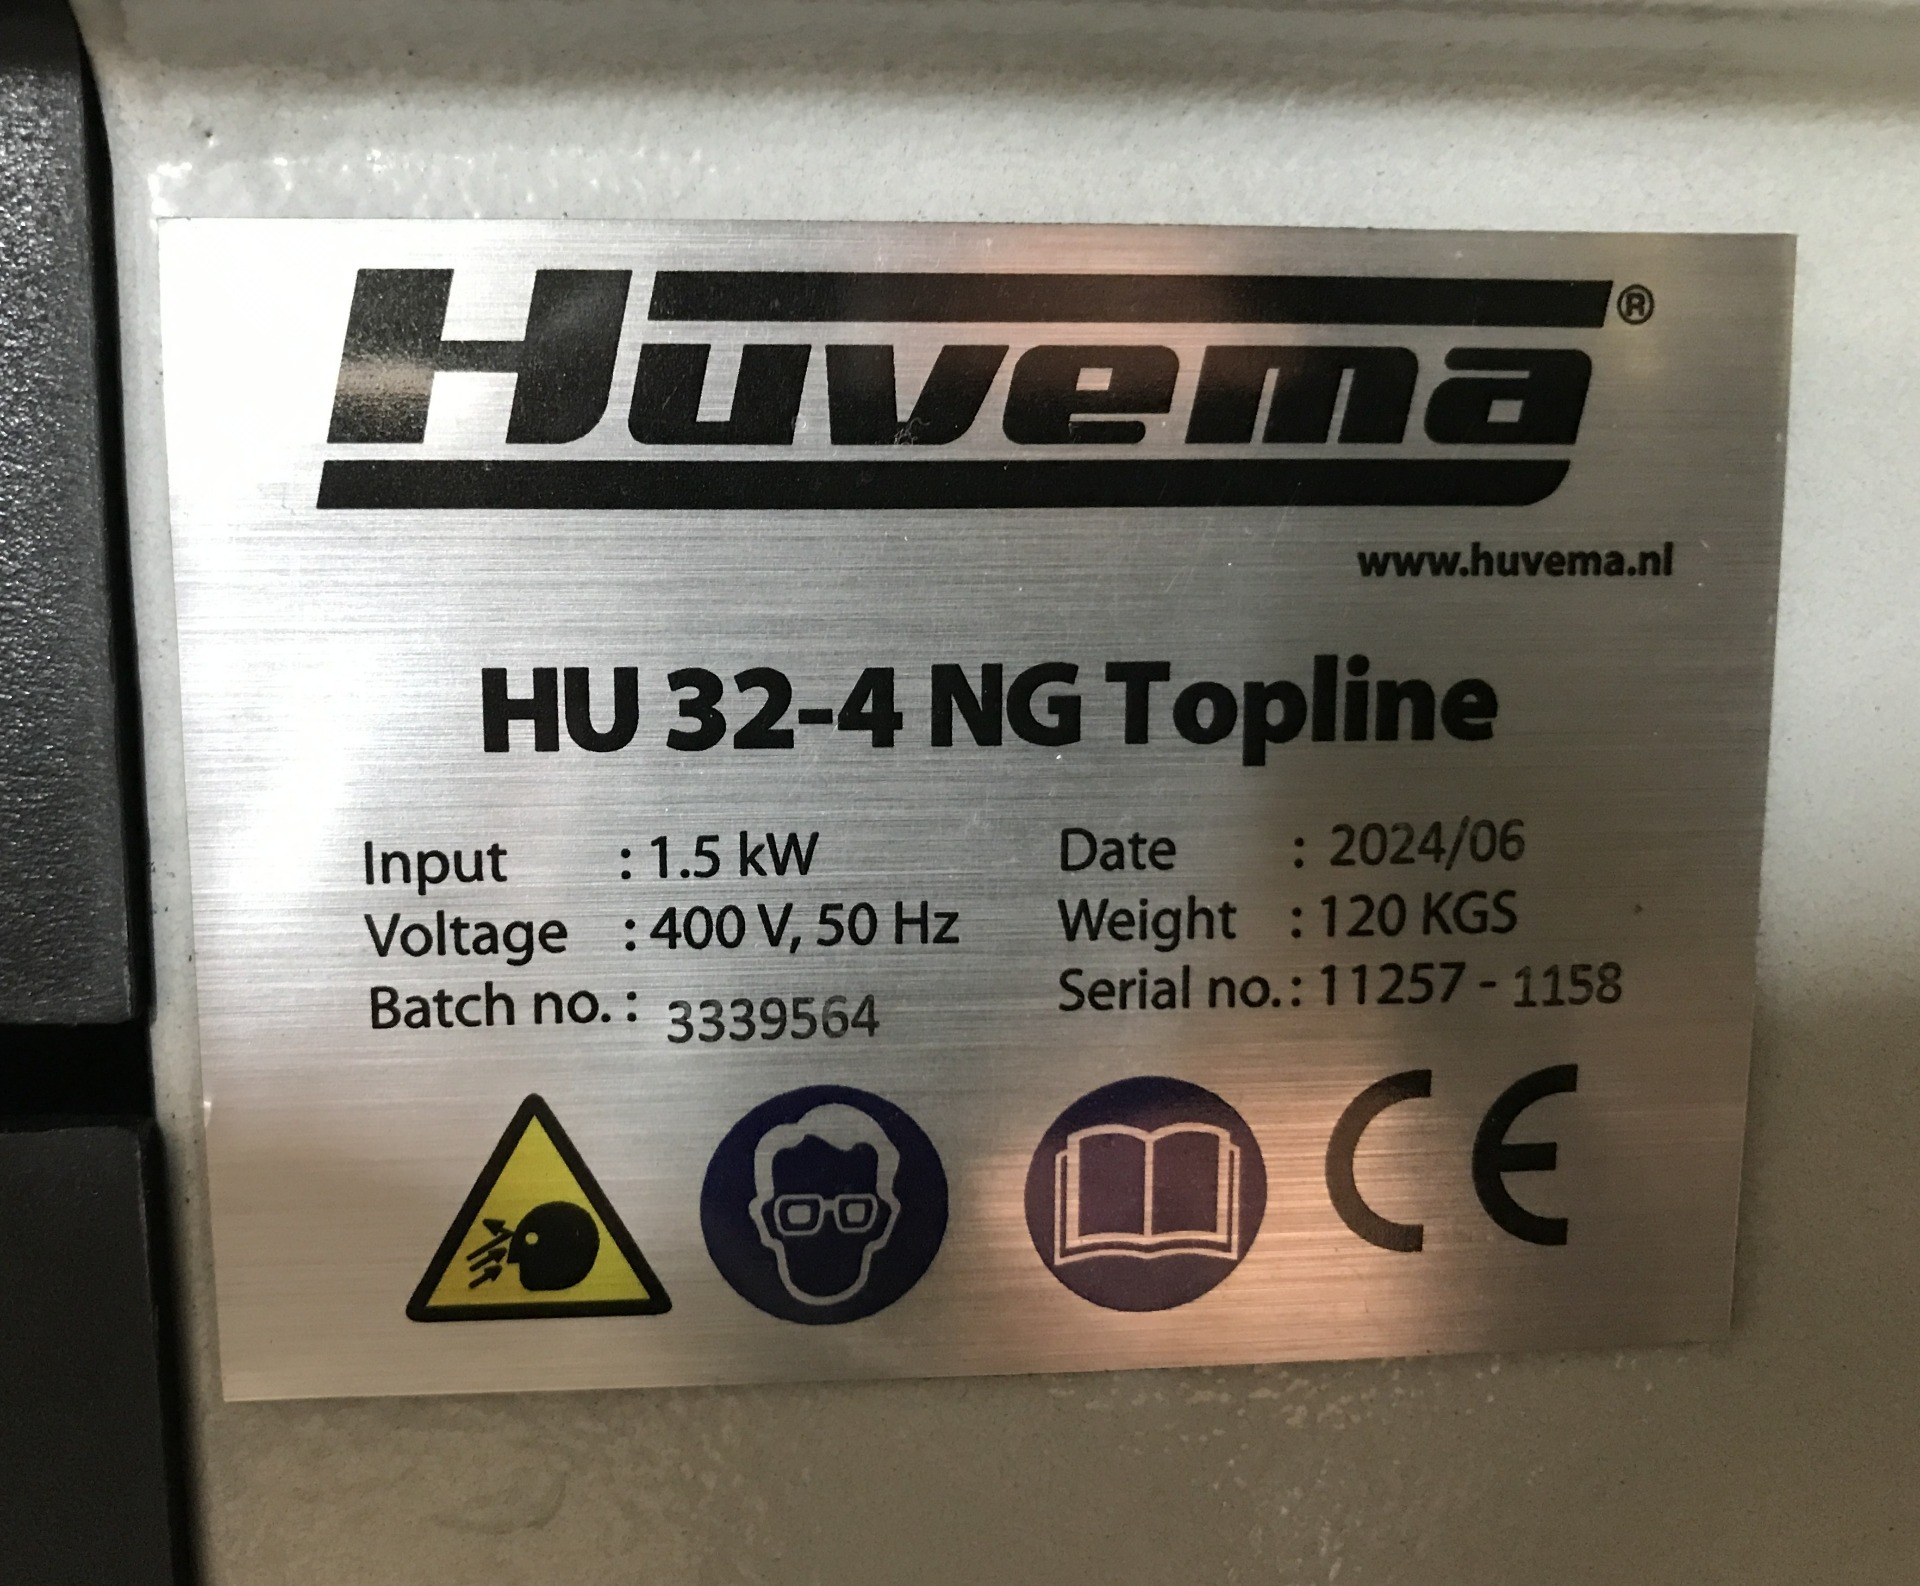 Huvema®
www.huvema.nl
HU 32-4 NG Topline
Input : 1.5 kW
Voltage : 400 V, 50 Hz
Batch no. : 3339564
Date : 2024/06
Weight : 120 KGS
Serial no. : 11257 - 1158
CE